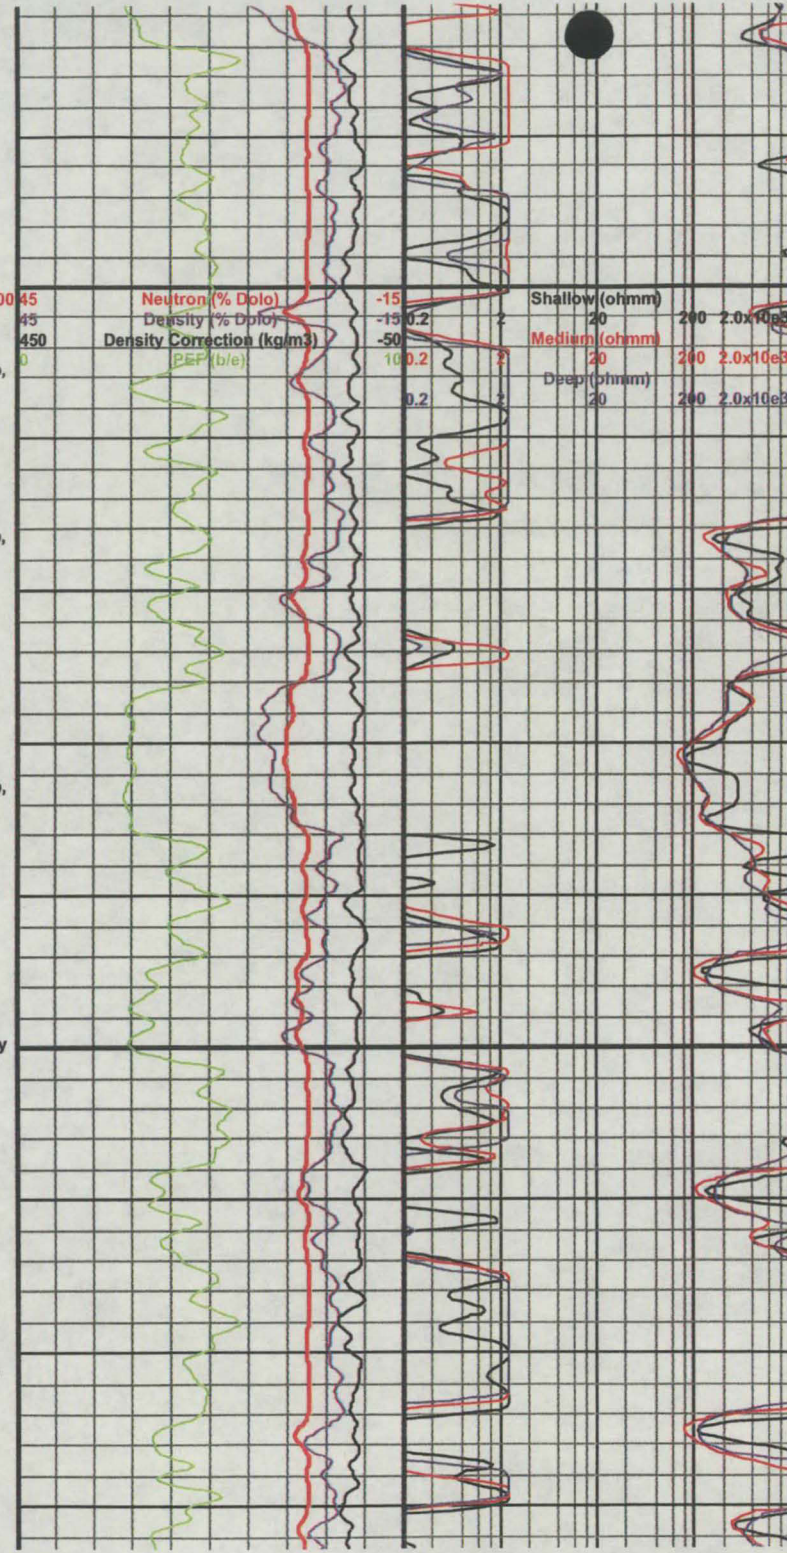 00 45 Neutron (% Dolo) -15
45 Density (% Dolo) -15
450 Density Correction (kg/m3) -50
0 PEF (b/e) 10
Shallow (ohmm)
0.2 2 20 200 2.0x10e3
Medium (ohmm)
0.2 2 20 200 2.0x10e3
Deep (ohmm)
0.2 2 20 200 2.0x10e3
y